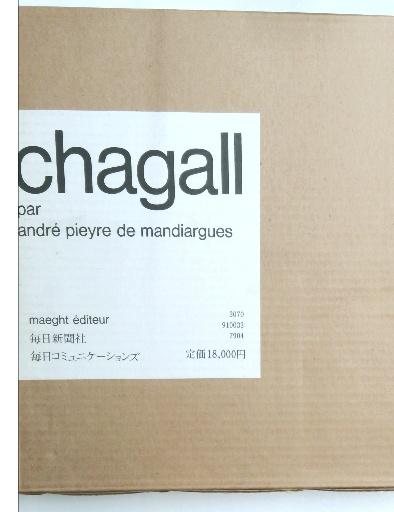 chagall
par
andré pieyre de mandiargues
3070
maeght éditeur
910033
毎日新聞社
7904
毎日コミュニケーションズ 定価18,000円